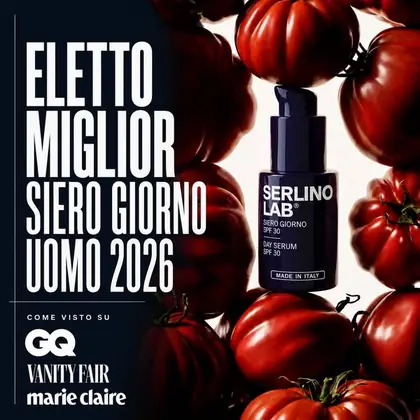 ELETTO
MIGLIOR
SIERO GIORNO
UOMO 2026
COME VISTO SU
GQ
VANITY FAIR
marie claire
SERLINO
LAB®
SIERO GIORNO
SPF 30
DAY SERUM
SPF 30
MADE IN ITALY